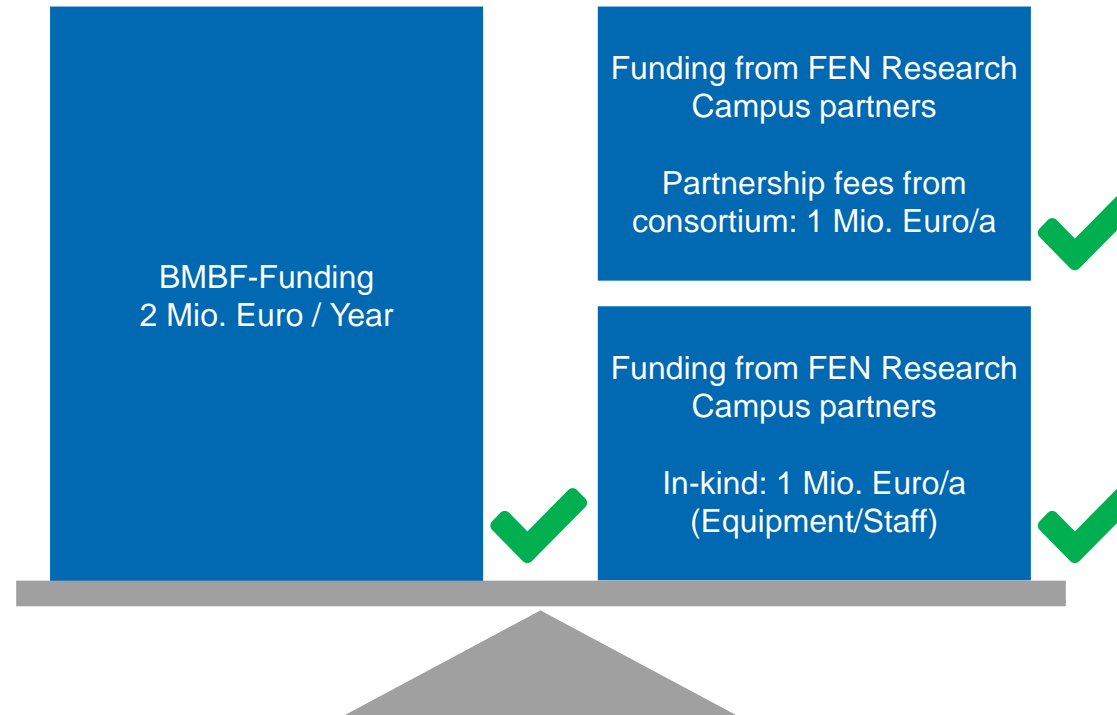 BMBF-Funding
2 Mio. Euro / Year
Funding from FEN Research
Campus partners
Partnership fees from
consortium: 1 Mio. Euro/a
Funding from FEN Research
Campus partners
In-kind: 1 Mio. Euro/a
(Equipment/Staff)